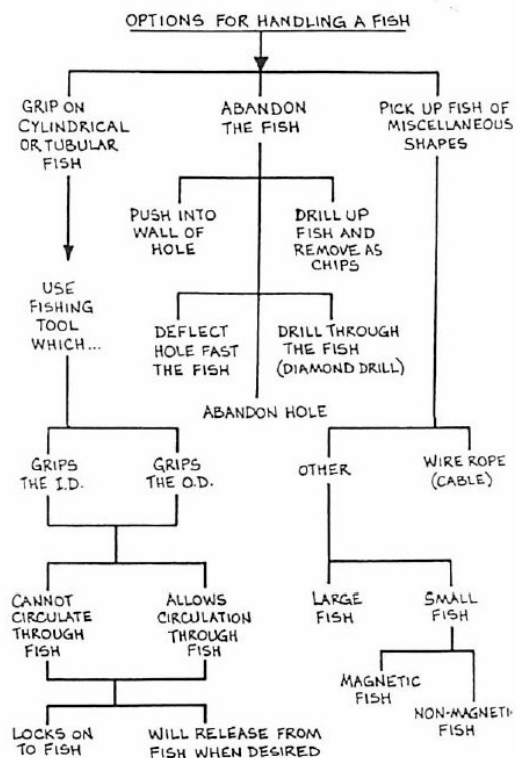 OPTIONS FOR HANDLING A FISH
GRIP ON
CYLINDRICAL
OR TUBULAR
FISH
ABANDON
THE FISH
PICK UP FISH OF
MISCELLANEOUS
SHAPES
PUSH INTO
WALL OF
HOLE
DRILL UP
FISH AND
REMOVE AS
CHIPS
USE
FISHING
TOOL
WHICH...
DEFLECT
HOLE FAST
THE FISH
DRILL THROUGH
THE FISH
(DIAMOND DRILL)
ABANDON HOLE
GRIPS
THE I.D.
GRIPS
THE O.D.
OTHER
WIRE ROPE
(CABLE)
CANNOT
CIRCULATE
THROUGH
FISH
ALLOWS
CIRCULATION
THROUGH
FISH
LARGE
FISH
SMALL
FISH
MAGNETIC
FISH
NON-MAGNETI
FISH
LOCKS ON
TO FISH
WILL RELEASE FROM
FISH WHEN DESIRED